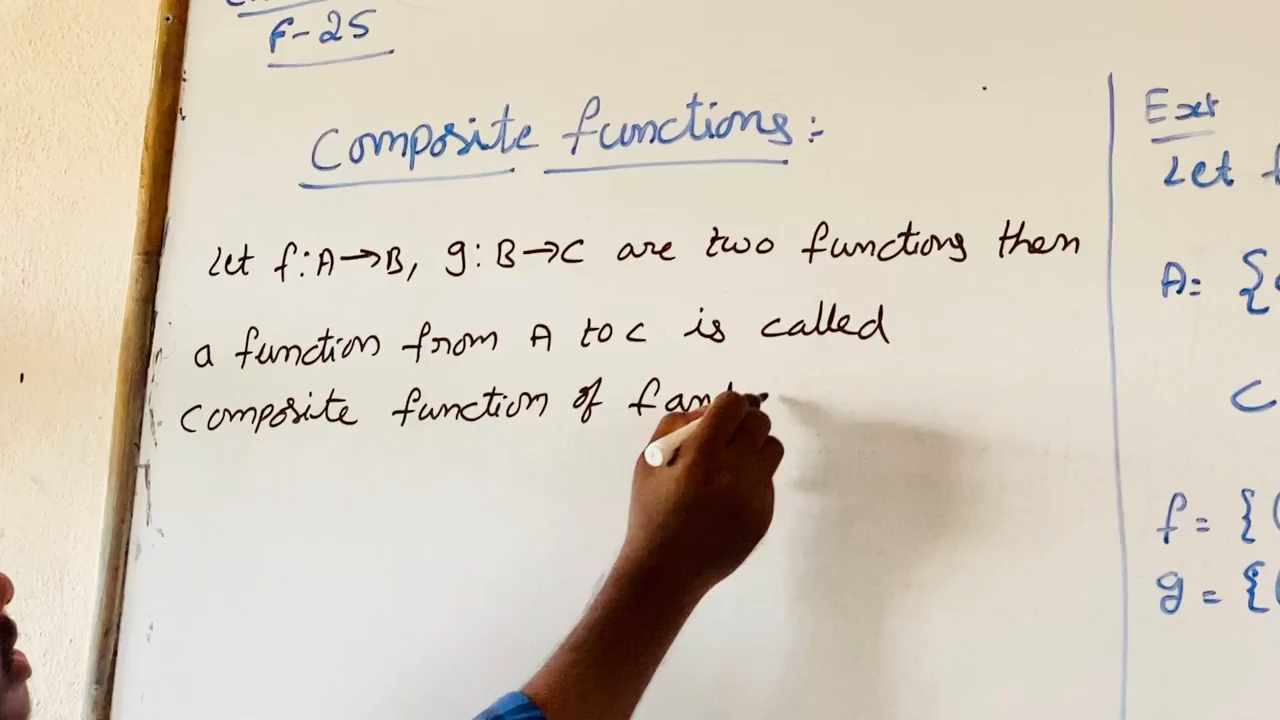 F-25
Composite functions:-
Let f:A→B, g:B→C are two functions then
a function from A to C is called
composite function of f and
Ex:
Let f
A= {
C
f= {(
g= {(